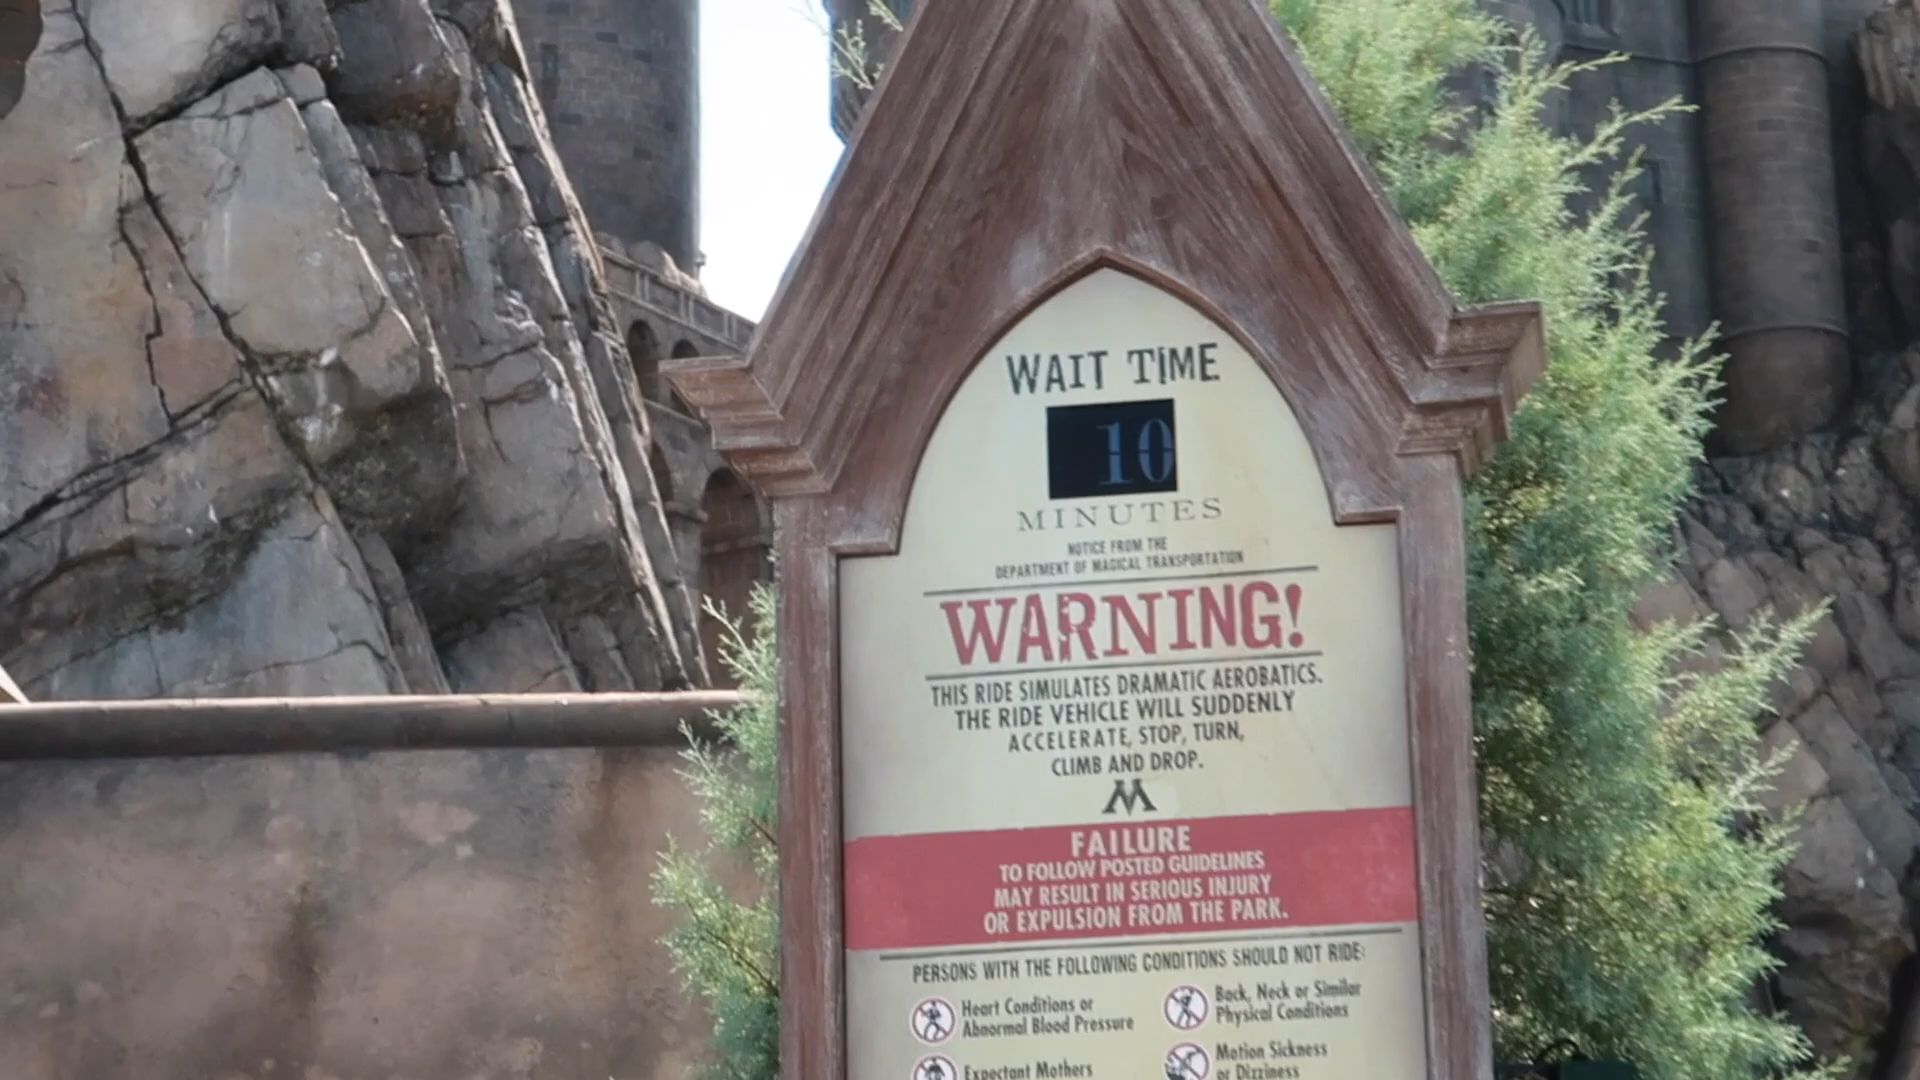 WAIT TIME
10
MINUTES
NOTICE FROM THE
DEPARTMENT OF MAGICAL TRANSPORTATION
WARNING!
THIS RIDE SIMULATES DRAMATIC AEROBATICS.
THE RIDE VEHICLE WILL SUDDENLY
ACCELERATE, STOP, TURN,
CLIMB AND DROP.
M
FAILURE
TO FOLLOW POSTED GUIDELINES
MAY RESULT IN SERIOUS INJURY
OR EXPULSION FROM THE PARK.
PERSONS WITH THE FOLLOWING CONDITIONS SHOULD NOT RIDE:
Heart Conditions or
Abnormal Blood Pressure
Back, Neck or Similar
Physical Conditions
Expectant Mothers
Motion Sickness
or Dizziness